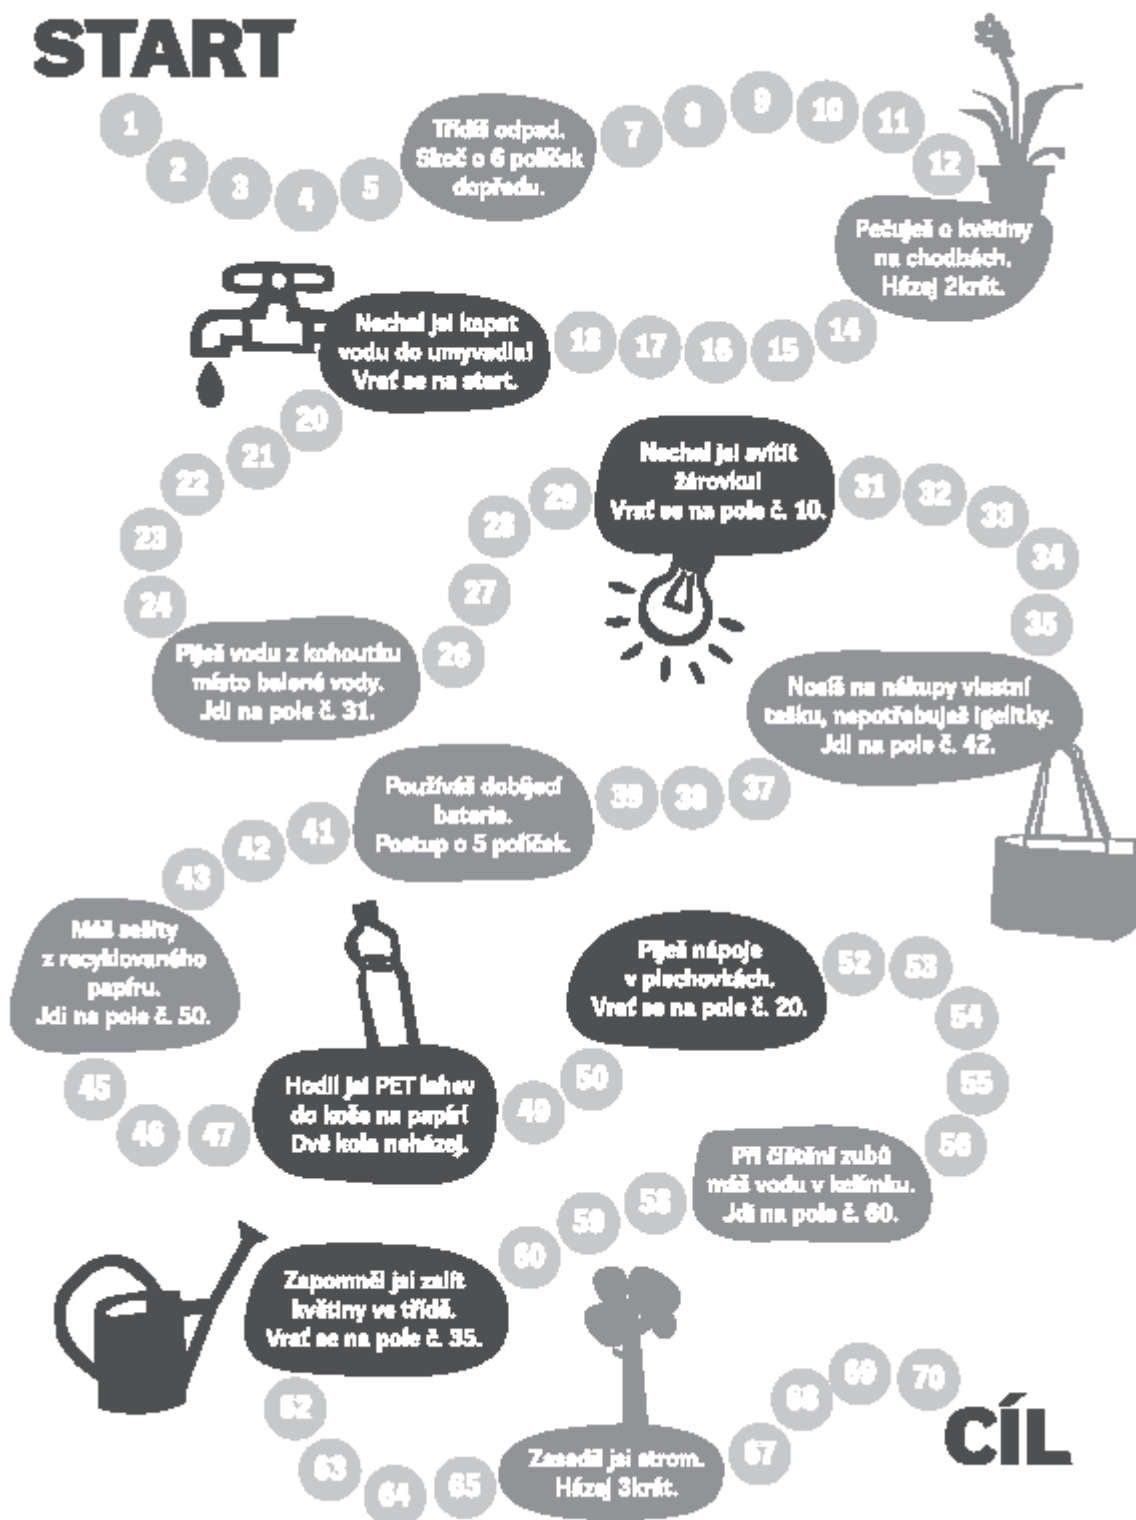 START
1
2
3
4
5
Třídíš odpad.
Skoč o 6 políček
dopředu.
7
8
9
10
11
12
Pečuješ o květiny
na chodbách.
Házej 2krát.
14
15
16
17
18
Nechal jsi kapat
vodu do umyvadla!
Vrať se na start.
20
21
22
23
24
Piješ vodu z kohoutku
místo balené vody.
Jdi na pole č. 31.
26
27
28
29
Nechal jsi svítit
žárovku!
Vrať se na pole č. 10.
31
32
33
34
35
Nosíš na nákupy vlastní
tašku, nepotřebuješ igelitky.
Jdi na pole č. 42.
37
38
39
Používáš dobíjecí
baterie.
Postup o 5 políček.
41
42
43
Máš sešity
z recyklovaného
papíru.
Jdi na pole č. 50.
45
46
47
Hodil jsi PET lahev
do koše na papír!
Dvě kola neházej.
49
50
Piješ nápoje
v plechovkách.
Vrať se na pole č. 20.
52
53
54
55
56
Při čištění zubů
máš vodu v kelímku.
Jdi na pole č. 60.
58
59
60
Zapomněl jsi zalít
květiny ve třídě.
Vrať se na pole č. 35.
62
63
64
65
Zasadil jsi strom.
Házej 3krát.
67
68
69
70
CÍL